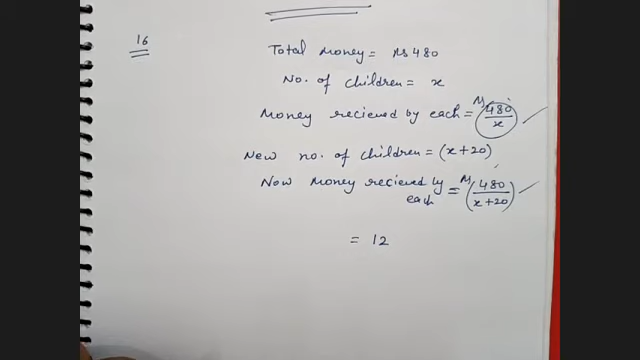 16
Total money = Rs 480
No. of children = x
Money recieved by each = Rs 480/x
New no. of children = (x+20)
Now Money recieved by each = Rs (480/(x+20))
= 12